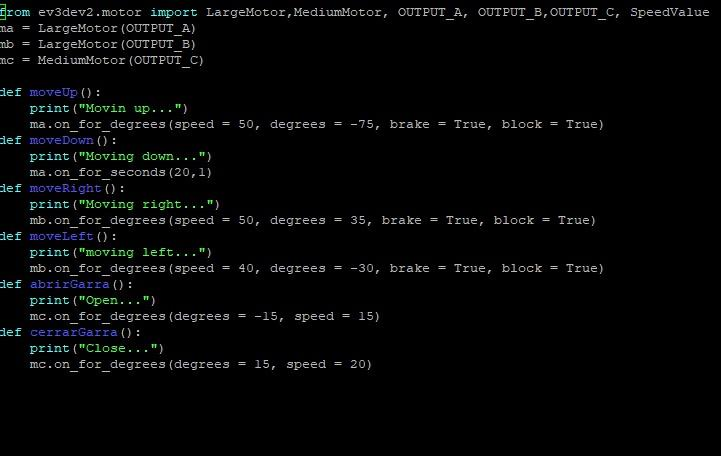 from ev3dev2.motor import LargeMotor,MediumMotor, OUTPUT_A, OUTPUT_B,OUTPUT_C, SpeedValue
ma = LargeMotor(OUTPUT_A)
mb = LargeMotor(OUTPUT_B)
mc = MediumMotor(OUTPUT_C)

def moveUp():
    print("Movin up...")
    ma.on_for_degrees(speed = 50, degrees = -75, brake = True, block = True)
def moveDown():
    print("Moving down...")
    ma.on_for_seconds(20,1)
def moveRight():
    print("Moving right...")
    mb.on_for_degrees(speed = 50, degrees = 35, brake = True, block = True)
def moveLeft():
    print("moving left...")
    mb.on_for_degrees(speed = 40, degrees = -30, brake = True, block = True)
def abrirGarra():
    print("Open...")
    mc.on_for_degrees(degrees = -15, speed = 15)
def cerrarGarra():
    print("Close...")
    mc.on_for_degrees(degrees = 15, speed = 20)